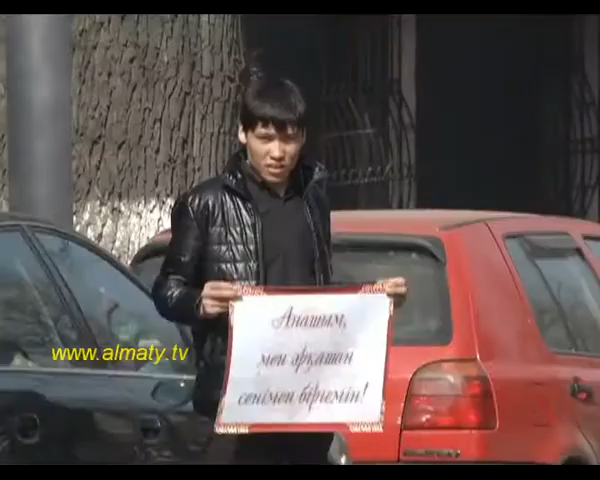 Анашым,
мен әрқашан
сенімен біргемін!
www.almaty.tv